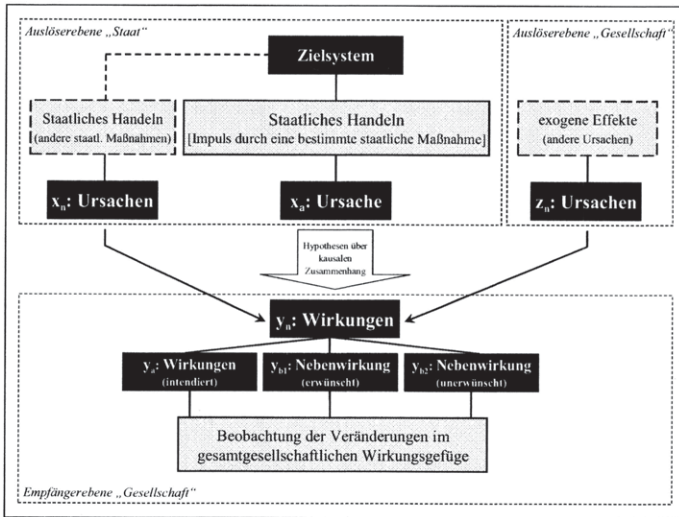 Auslöserebene „Staat"
Auslöserebene „Gesellschaft"
Zielsystem
Staatliches Handeln
(andere staatl. Maßnahmen)
Staatliches Handeln
[Impuls durch eine bestimmte staatliche Maßnahme]
exogene Effekte
(andere Ursachen)
xn: Ursachen
xa: Ursache
zn: Ursachen
Hypothesen über
kausalen
Zusammenhang
yn: Wirkungen
ya: Wirkungen
(intendiert)
yb1: Nebenwirkung
(erwünscht)
yb2: Nebenwirkung
(unerwünscht)
Beobachtung der Veränderungen im
gesamtgesellschaftlichen Wirkungsgefüge
Empfängerebene „Gesellschaft"